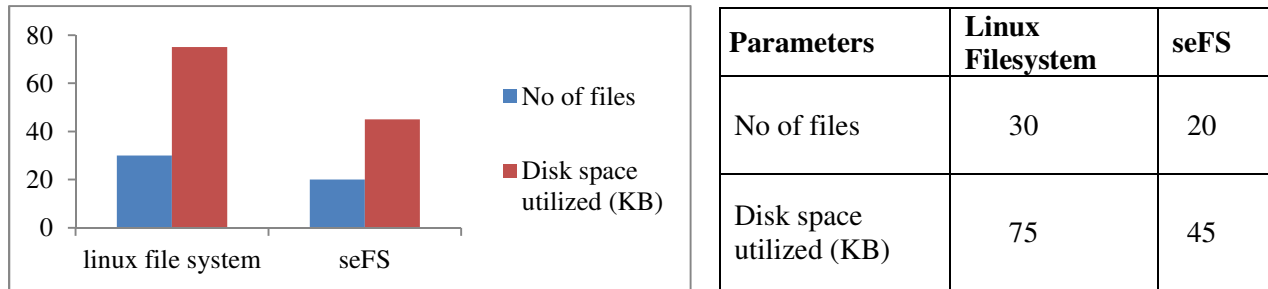 80
60
40
20
0
linux file system seFS
No of files
Disk space
utilized (KB)
Parameters Linux
Filesystem seFS
No of files 30 20
Disk space
utilized (KB) 75 45